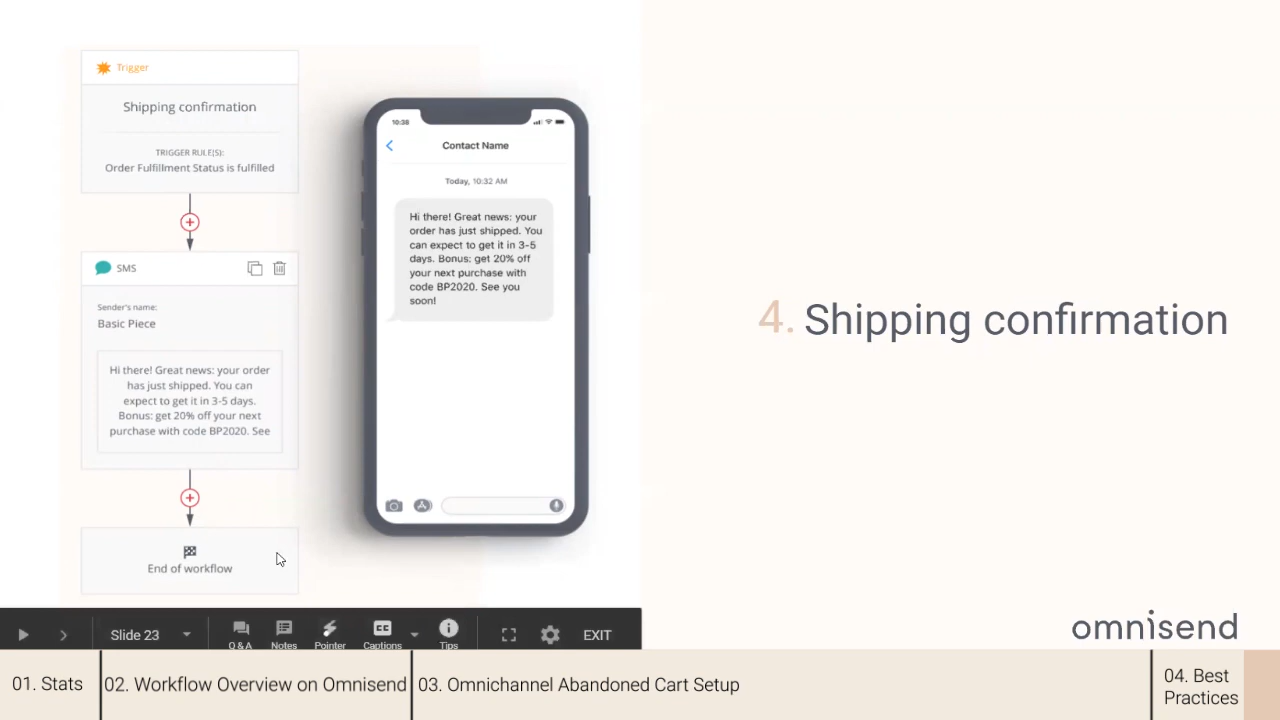 Trigger
Shipping confirmation
TRIGGER RULE(S):
Order Fulfillment Status is fulfilled
SMS
Sender's name:
Basic Piece
Hi there! Great news: your order
has just shipped. You can
expect to get it in 3-5 days.
Bonus: get 20% off your next
purchase with code BP2020. See
End of workflow
10:38
Contact Name
Today, 10:32 AM
Hi there! Great news: your
order has just shipped. You
can expect to get it in 3-5
days. Bonus: get 20% off
your next purchase with
code BP2020. See you
soon!
4. Shipping confirmation
omnisend
Slide 23
Q & A
Notes
Pointer
CC
Captions
Tips
EXIT
01. Stats
02. Workflow Overview on Omnisend
03. Omnichannel Abandoned Cart Setup
04. Best
Practices